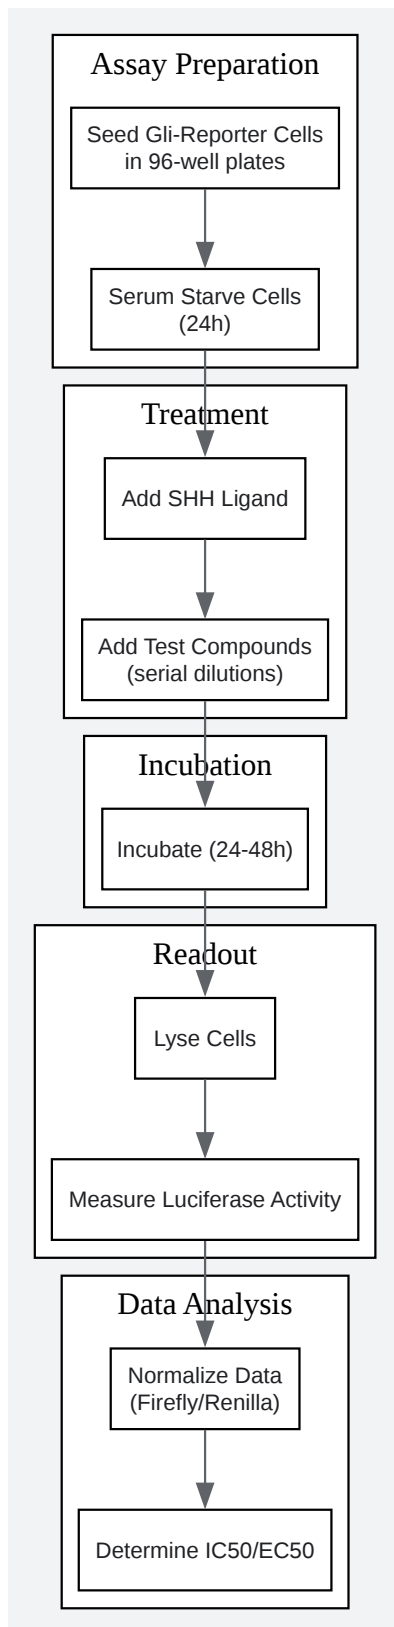 Assay Preparation
Seed Gli-Reporter Cells
in 96-well plates
Serum Starve Cells
(24h)
Treatment
Add SHH Ligand
Add Test Compounds
(serial dilutions)
Incubation
Incubate (24-48h)
Readout
Lyse Cells
Measure Luciferase Activity
Data Analysis
Normalize Data
(Firefly/Renilla)
Determine IC50/EC50